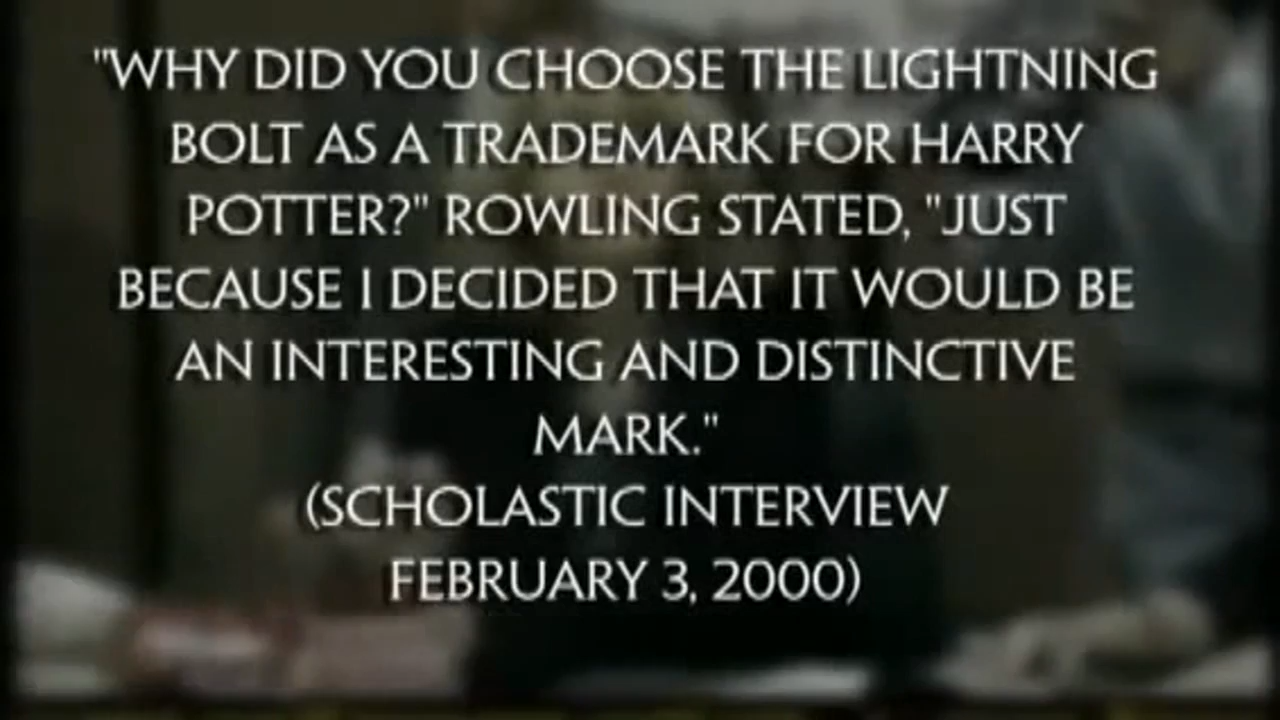 "WHY DID YOU CHOOSE THE LIGHTNING
BOLT AS A TRADEMARK FOR HARRY
POTTER?" ROWLING STATED, "JUST
BECAUSE I DECIDED THAT IT WOULD BE
AN INTERESTING AND DISTINCTIVE
MARK."
(SCHOLASTIC INTERVIEW
FEBRUARY 3, 2000)